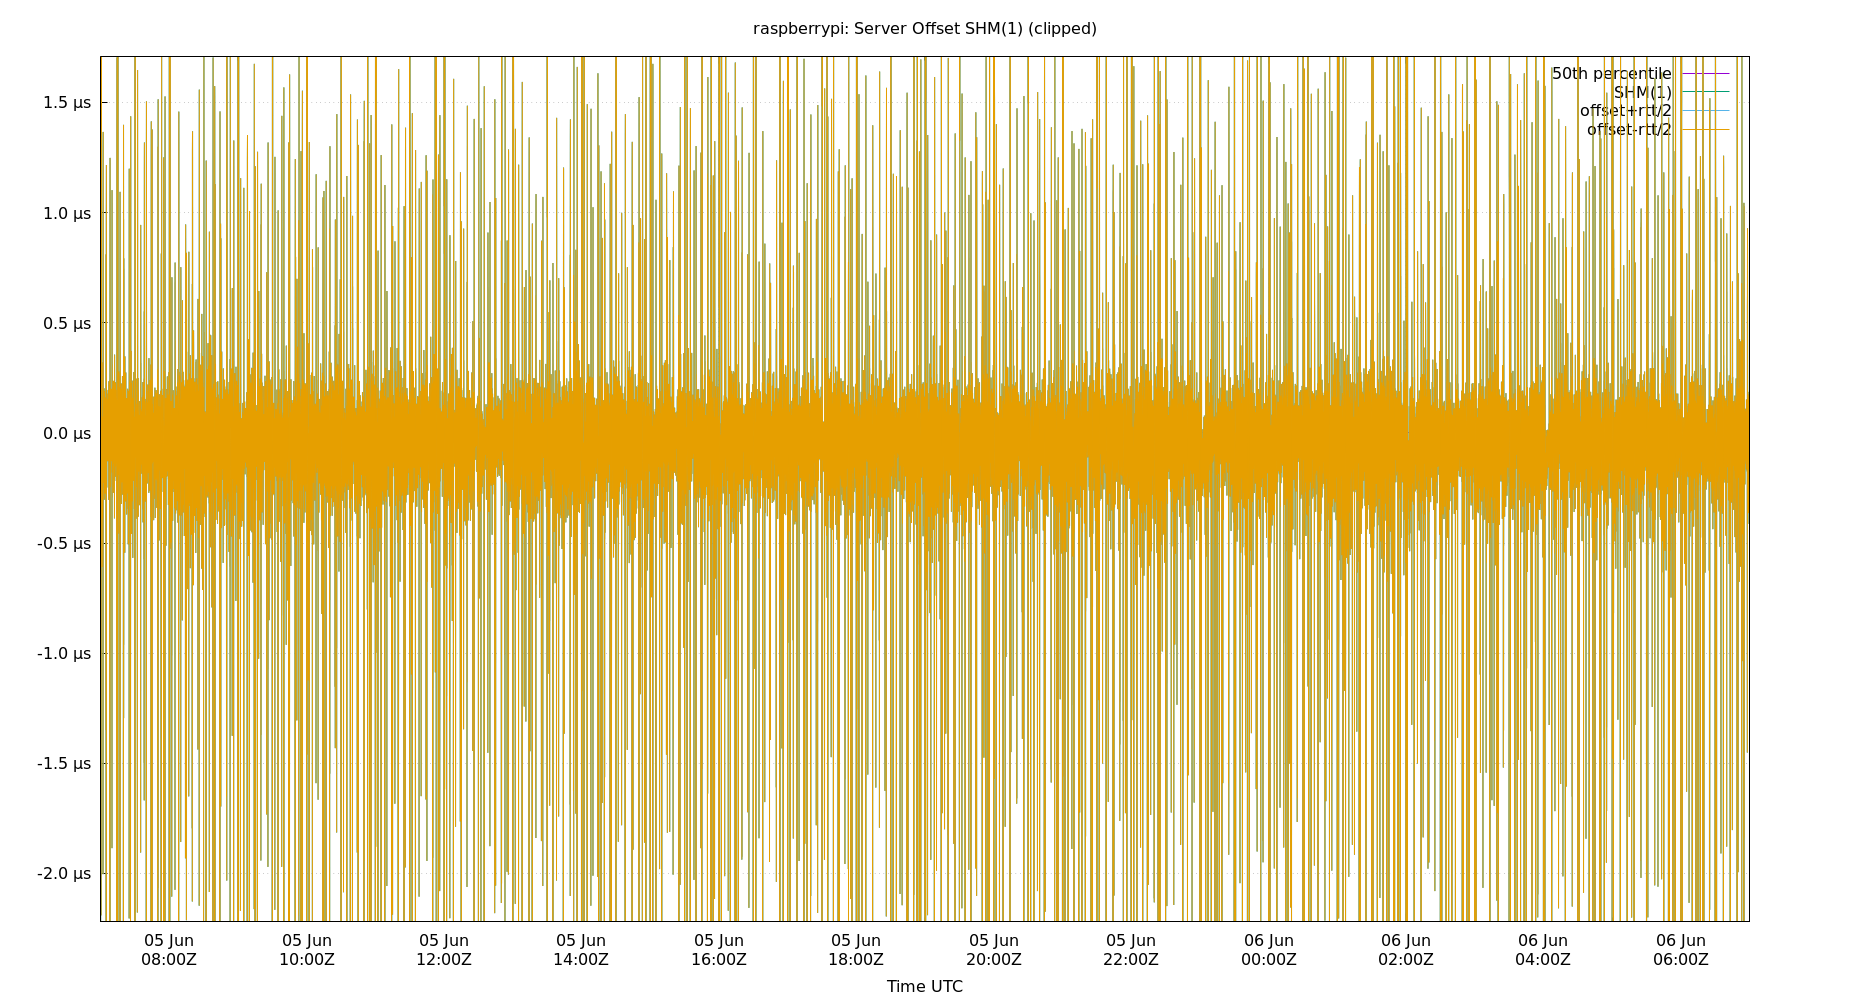 raspberrypi: Server Offset SHM(1) (clipped)
50th percentile
SHM(1)
offset+rtt/2
offset-rtt/2
1.5 µs
1.0 µs
0.5 µs
0.0 µs
-0.5 µs
-1.0 µs
-1.5 µs
-2.0 µs
05 Jun 05 Jun 05 Jun 05 Jun 05 Jun 05 Jun 05 Jun 05 Jun 06 Jun 06 Jun 06 Jun 06 Jun
08:00Z 10:00Z 12:00Z 14:00Z 16:00Z 18:00Z 20:00Z 22:00Z 00:00Z 02:00Z 04:00Z 06:00Z
Time UTC